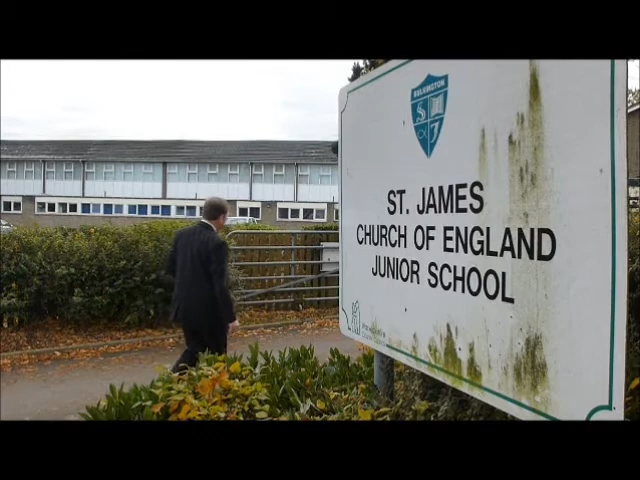 BULKINGTON
S
J
ST. JAMES
CHURCH OF ENGLAND
JUNIOR SCHOOL